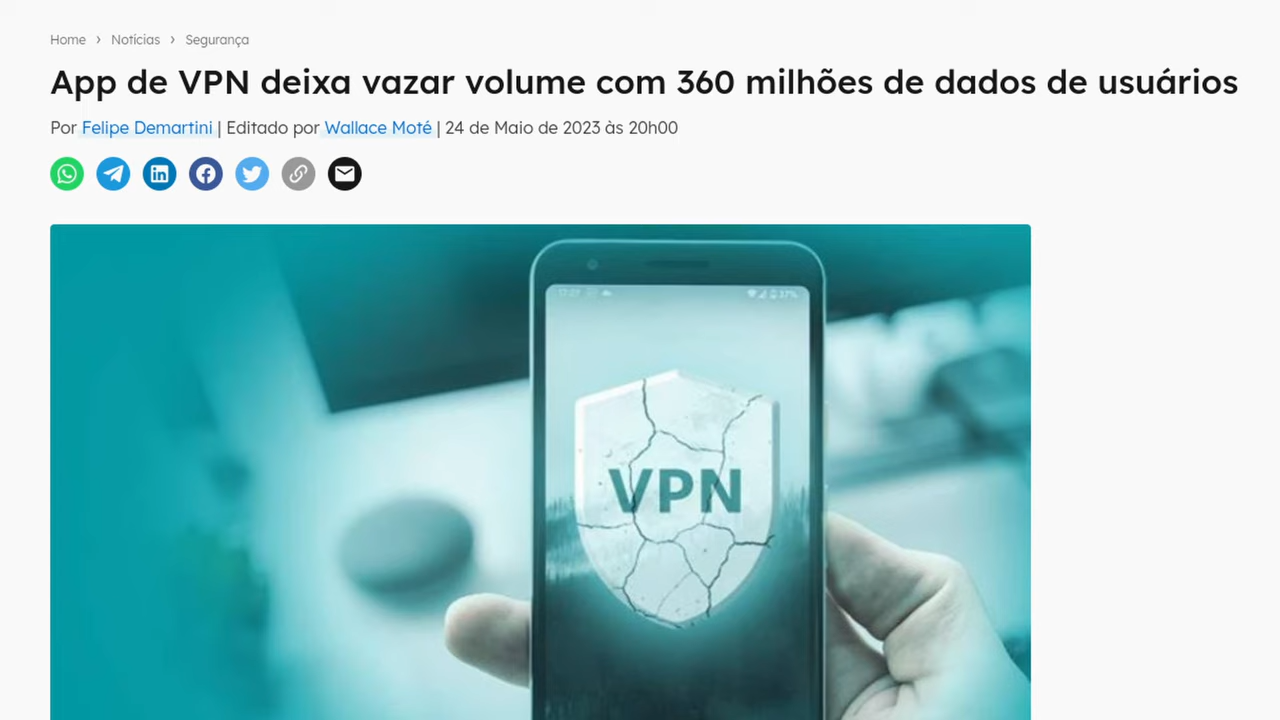 Home › Notícias › Segurança
App de VPN deixa vazar volume com 360 milhões de dados de usuários
Por Felipe Demartini | Editado por Wallace Moté | 24 de Maio de 2023 às 20h00
VPN